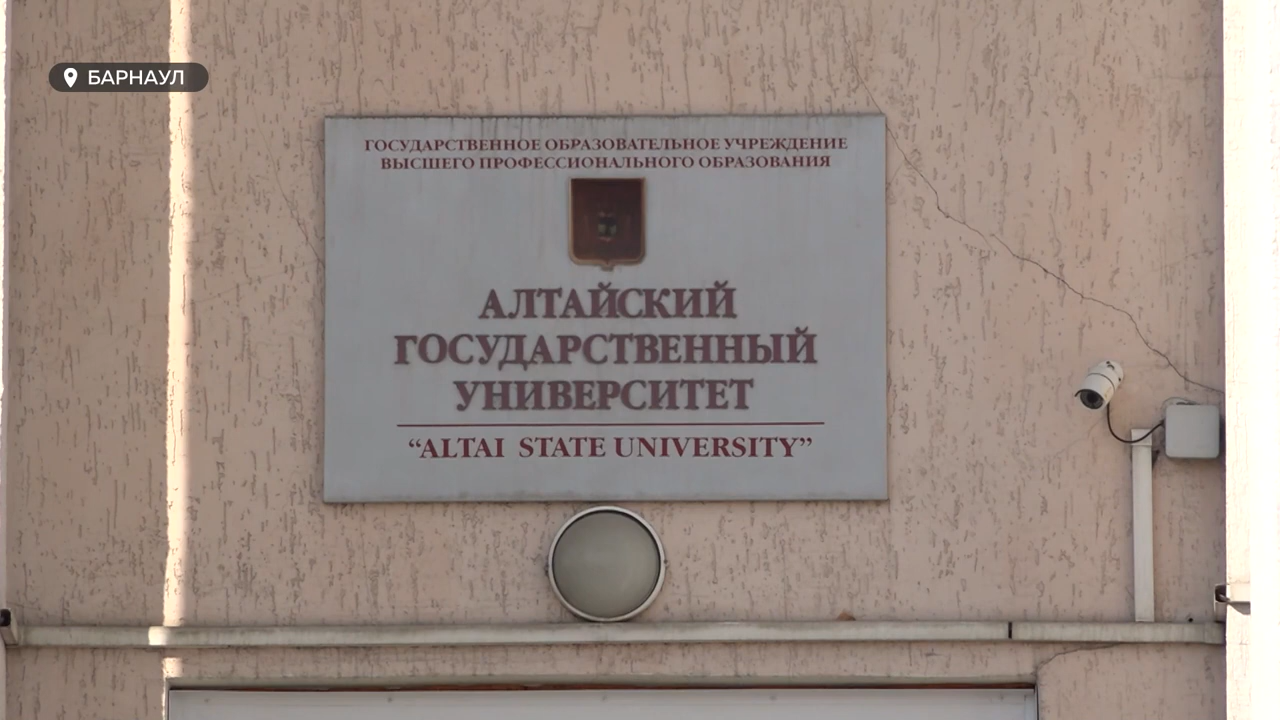 БАРНАУЛ
ГОСУДАРСТВЕННОЕ ОБРАЗОВАТЕЛЬНОЕ УЧРЕЖДЕНИЕ
ВЫСШЕГО ПРОФЕССИОНАЛЬНОГО ОБРАЗОВАНИЯ
АЛТАЙСКИЙ
ГОСУДАРСТВЕННЫЙ
УНИВЕРСИТЕТ
“ALTAI STATE UNIVERSITY”